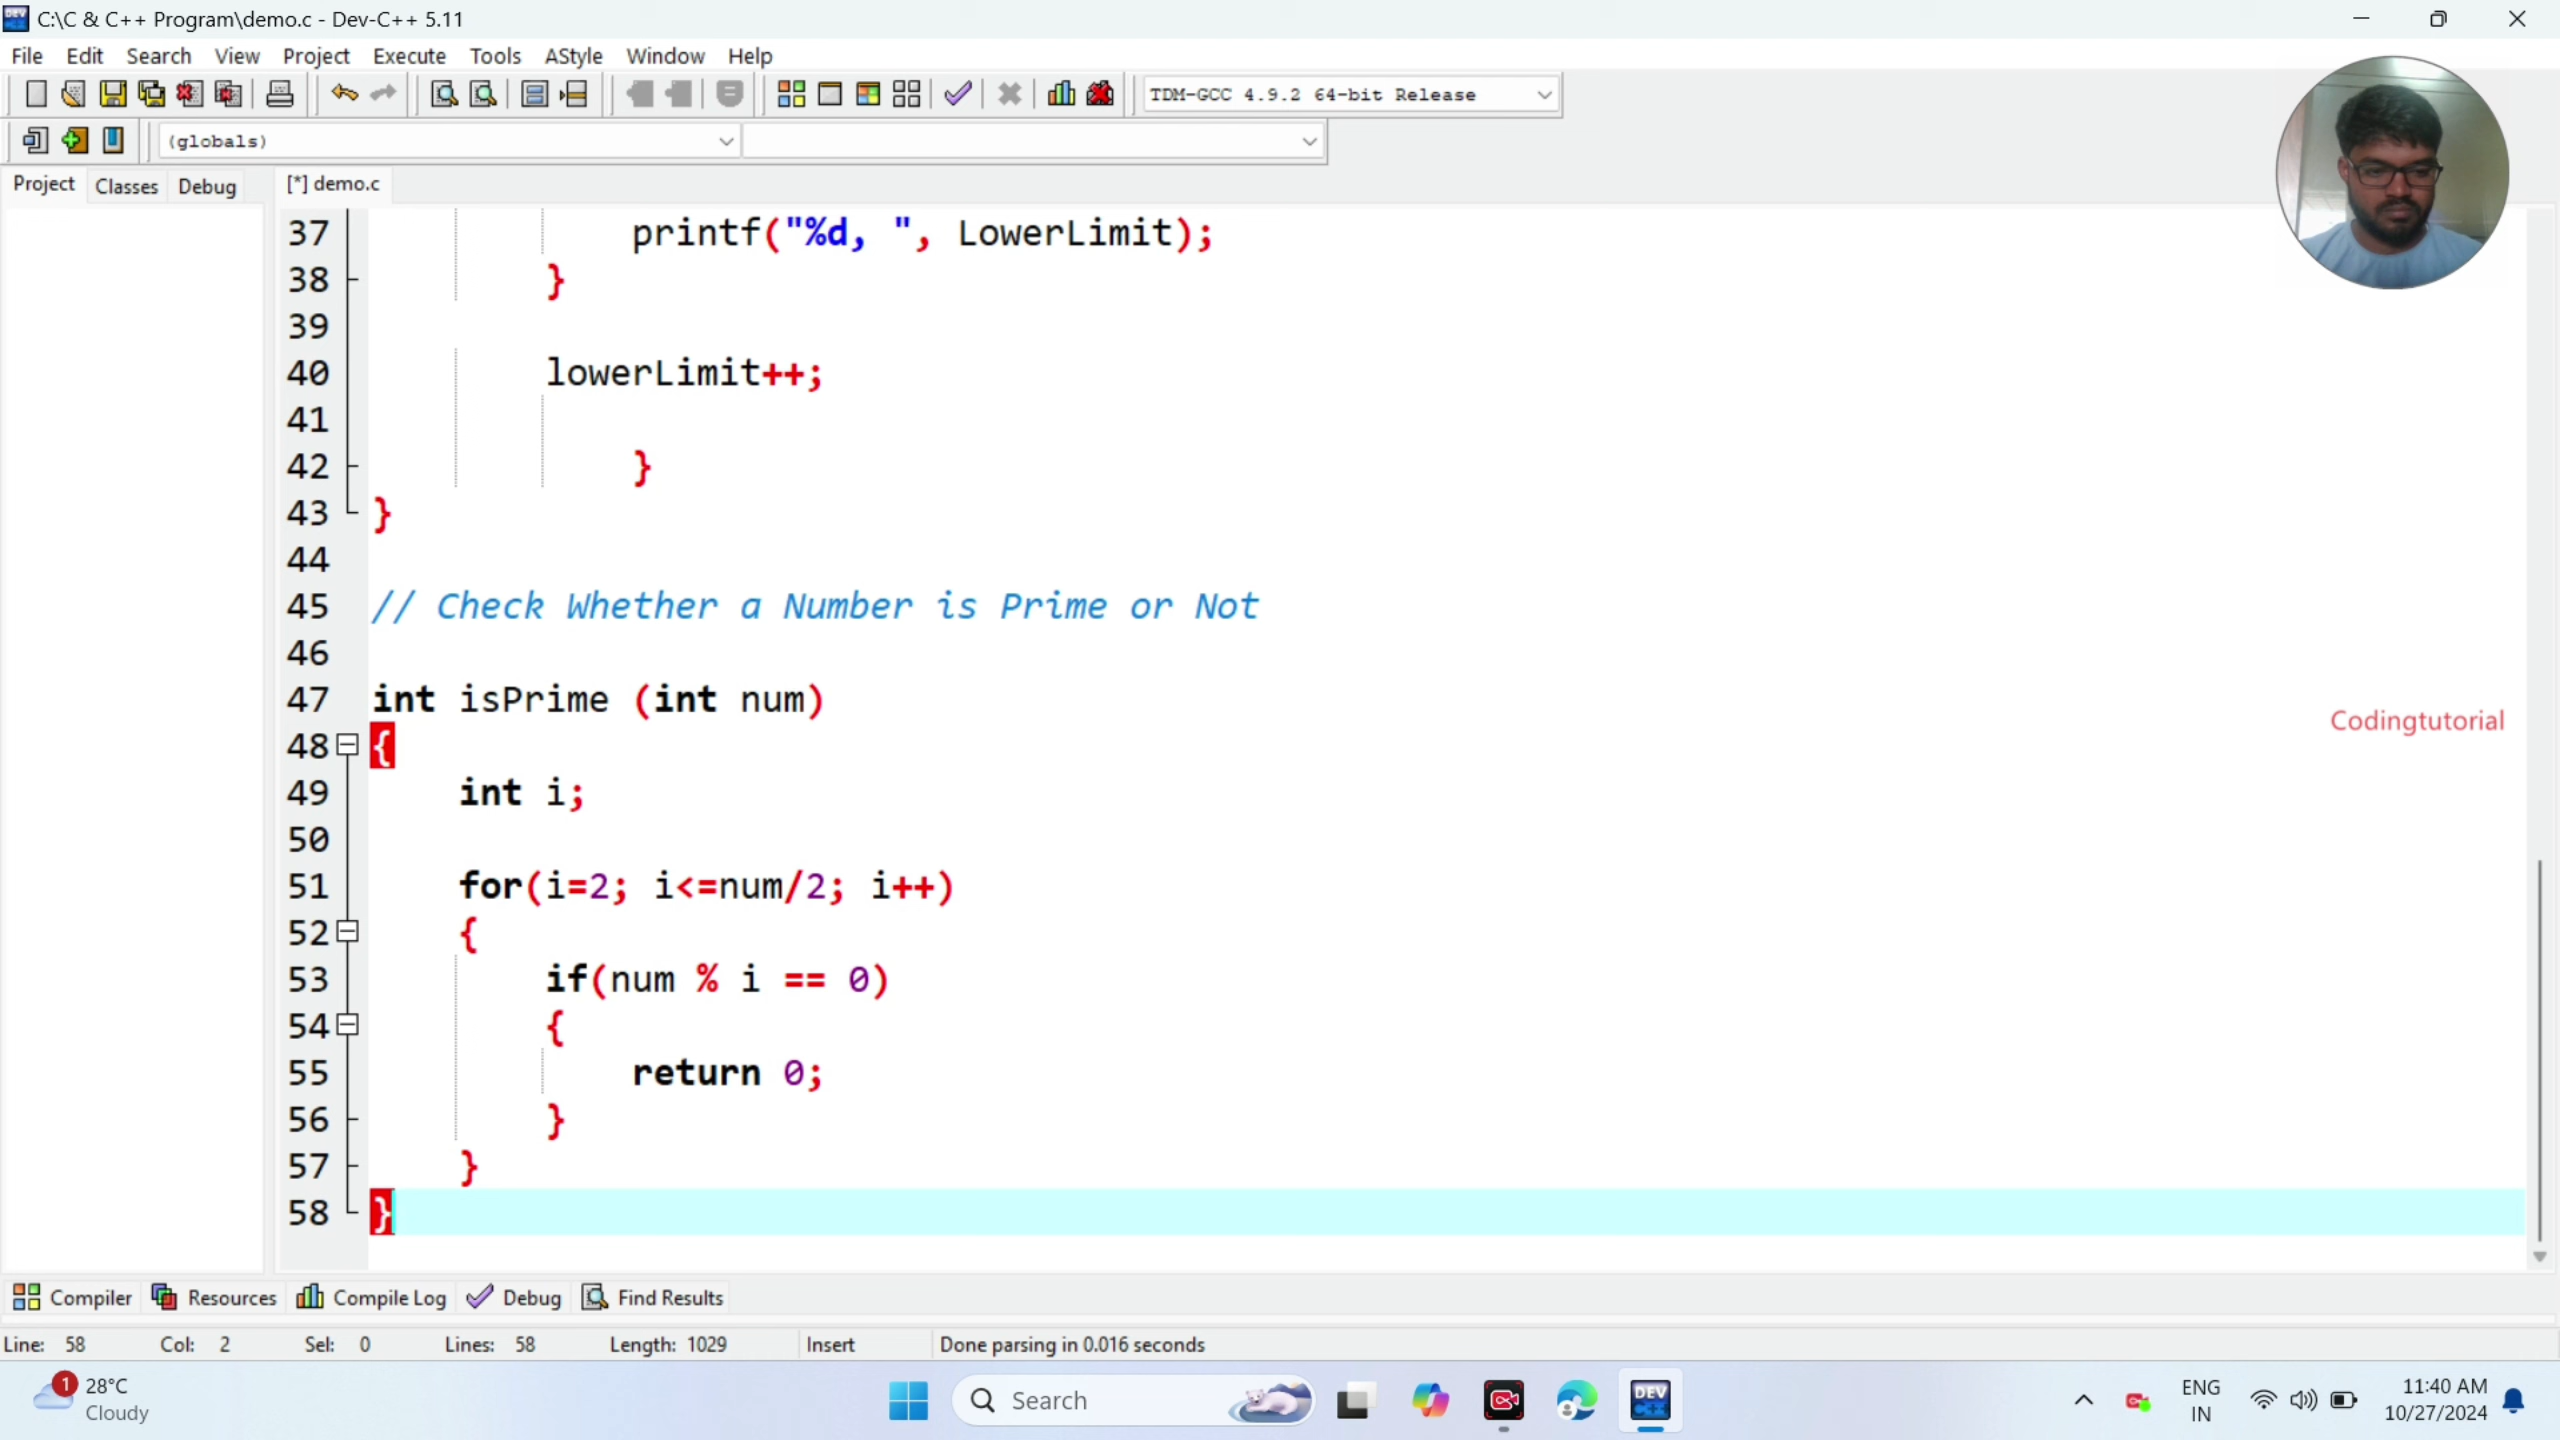 C:\C & C++ Program\demo.c - Dev-C++ 5.11
File Edit Search View Project Execute Tools AStyle Window Help
TDM-GCC 4.9.2 64-bit Release
(globals)
Project Classes Debug [*] demo.c
37 printf("%d, ", LowerLimit);
38 }
39
40 lowerLimit++;
41
42 }
43 }
44
45 // Check Whether a Number is Prime or Not
46
47 int isPrime (int num)
48 {
49 int i;
50
51 for(i=2; i<=num/2; i++)
52 {
53 if(num % i == 0)
54 {
55 return 0;
56 }
57 }
58 }
Codingtutorial
Compiler Resources Compile Log Debug Find Results
Line: 58 Col: 2 Sel: 0 Lines: 58 Length: 1029 Insert Done parsing in 0.016 seconds
1 28°C
Cloudy
Search
DEV
C++
ENG
IN
11:40 AM
10/27/2024